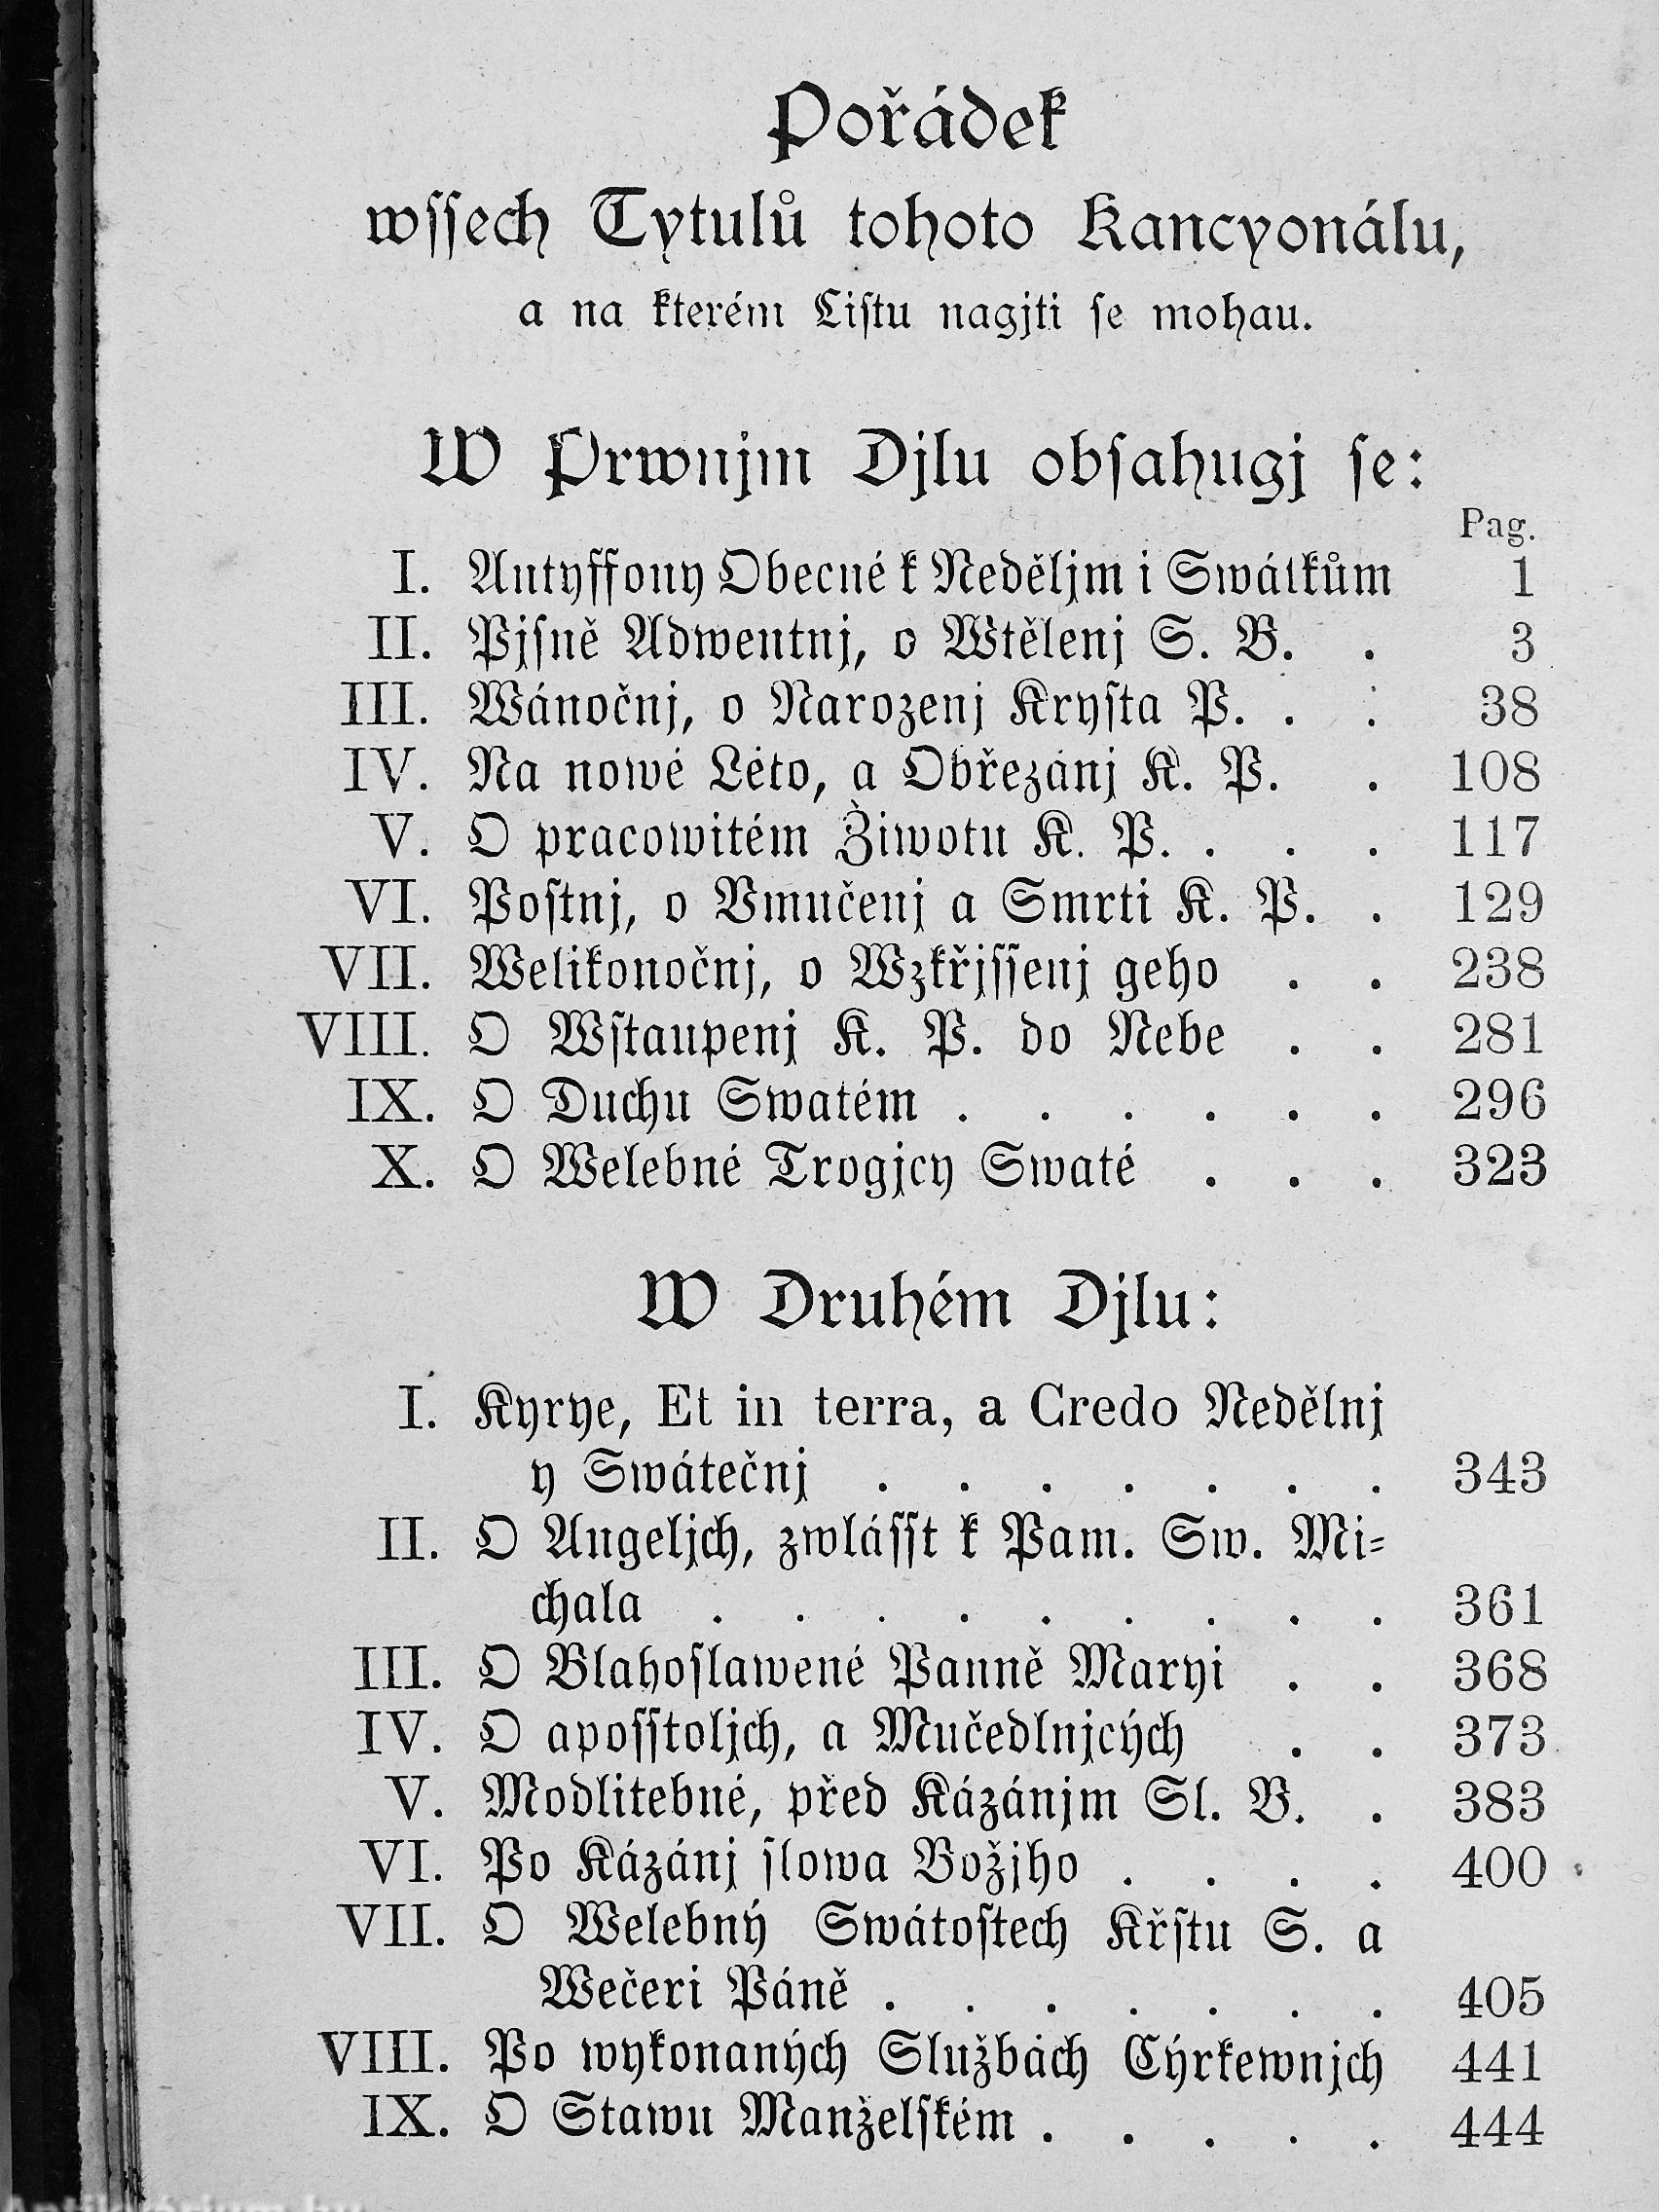 Pořádek
wſſech Tytulů tohoto Kancyonálu,
a na kterém Liſtu nagjti ſe mohau.
W Prwnjm Djlu obſahugj ſe:
Pag.
I. Antyffony Obecné k Nedělјm i Swátkům 1
II. Pjſně Adwentnj, o Wtělenj S. B. . 3
III. Wánočnj, o Narozenj Kryſta P. . . 38
IV. Na nowé Léto, a Obřezánj K. P. . 108
V. O pracowitém Žiwotu K. P. . . . 117
VI. Poſtnj, o Vmučenj a Smrti K. P. . 129
VII. Welikonočnj, o Wzkřjſſenj geho . . 238
VIII. O Wſtaupenj K. P. do Nebe . . 281
IX. O Duchu Swatém . . . . . . 296
X. O Welebné Trogjcy Swaté . . . 323
W Druhém Djlu:
I. Kyrye, Et in terra, a Credo Nedělnj
y Swátečnj . . . . . . . 343
II. O Angeljch, zwláſſt k Pam. Sw. Mi-
chala . . . . . . . . . 361
III. O Blahoſlawené Panně Maryi . . 368
IV. O apoſſtoljch, a Mučedlnjcých . . 373
V. Modlitebné, před Kázánjm Sl. B. . 383
VI. Po Kázánj ſlowa Božjho . . . . 400
VII. O Welebný Swátoſtech Křſtu S. a
Wečeri Páně . . . . . . . 405
VIII. Po wykonaných Službách Cýrkewnjch 441
IX. O Stawu Manželſkém . . . . . 444